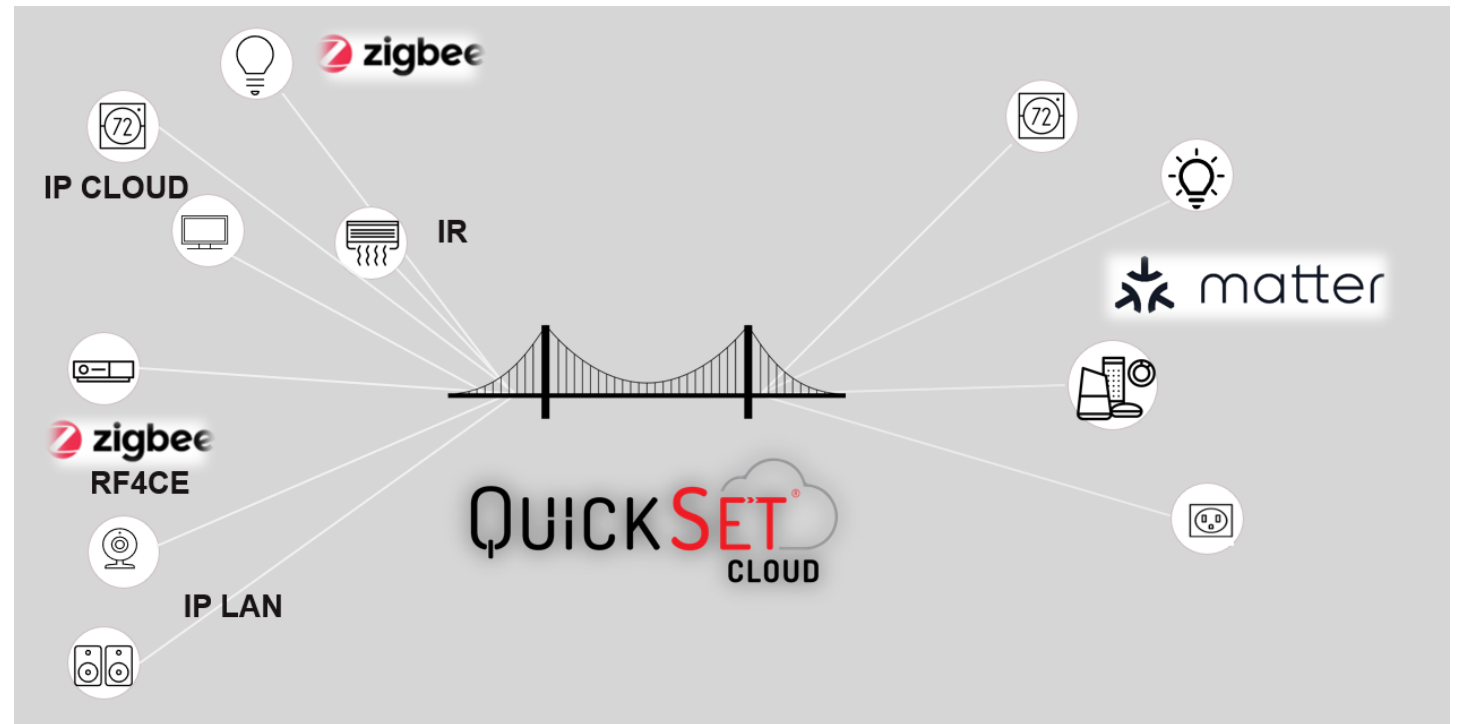 zigbee
72
IP CLOUD
IR
zigbee
RF4CE
IP LAN
QUICKSET®
CLOUD
72
matter